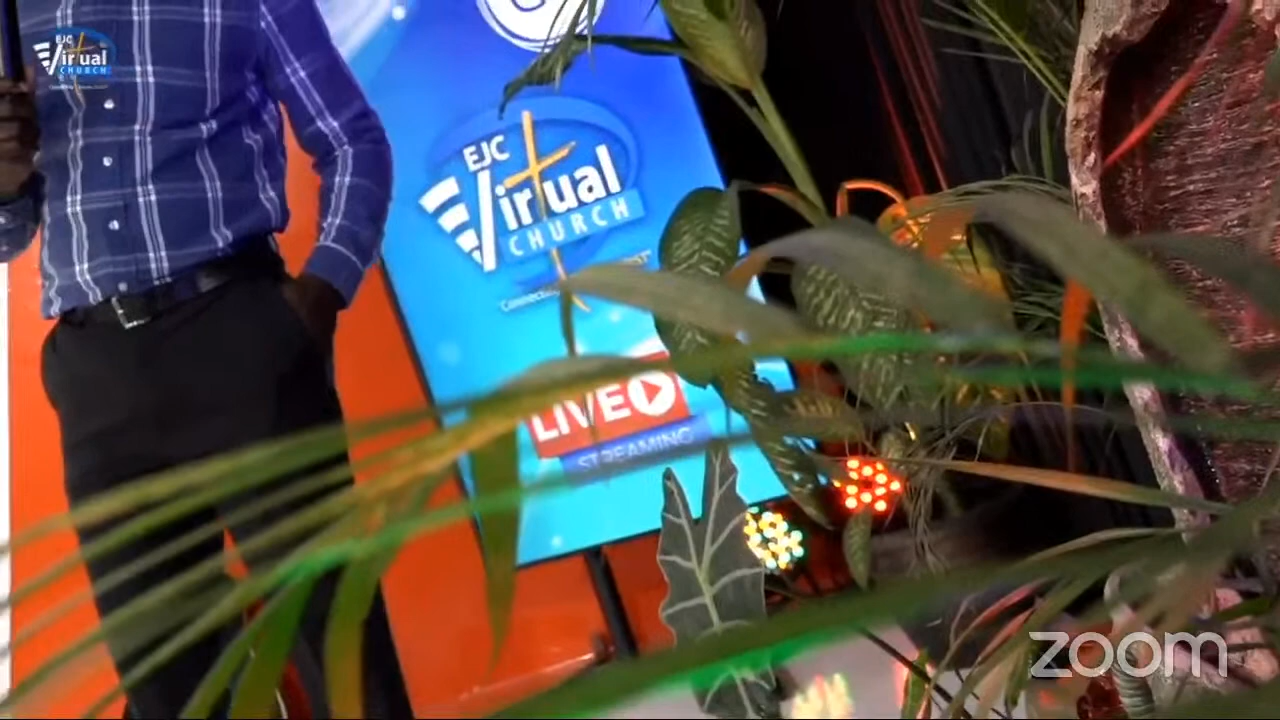 EJC
Virtual
CHURCH
EJC
Virtual
CHURCH
LIVE
STREAMING
zoom